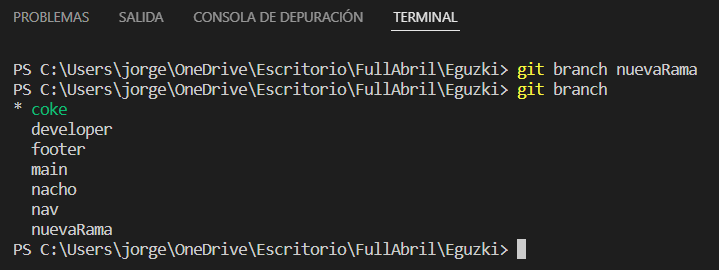 PROBLEMAS SALIDA CONSOLA DE DEPURACIÓN TERMINAL
PS C:\Users\jorge\OneDrive\Escritorio\FullAbril\Eguzki> git branch nuevaRama
PS C:\Users\jorge\OneDrive\Escritorio\FullAbril\Eguzki> git branch
* coke
  developer
  footer
  main
  nacho
  nav
  nuevaRama
PS C:\Users\jorge\OneDrive\Escritorio\FullAbril\Eguzki>